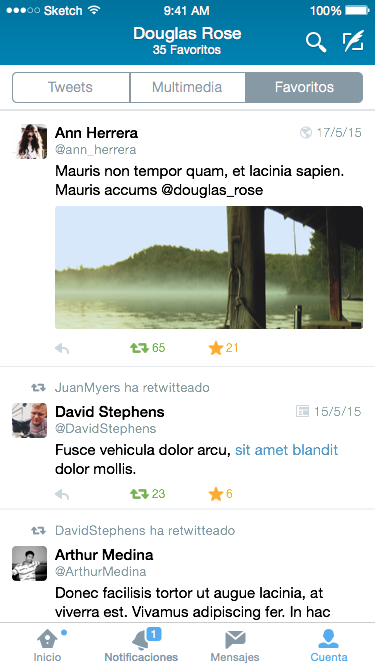 Sketch
9:41 AM
100%
Douglas Rose
35 Favoritos
Tweets
Multimedia
Favoritos
Ann Herrera
17/5/15
@ann_herrera
Mauris non tempor quam, et lacinia sapien.
Mauris accums @douglas_rose
65
21
JuanMyers ha retwitteado
David Stephens
15/5/15
@DavidStephens
Fusce vehicula dolor arcu, sit amet blandit
dolor mollis.
23
6
DavidStephens ha retwitteado
Arthur Medina
@ArthurMedina
Donec facilisis tortor ut augue lacinia, at
viverra est. Vivamus adipiscing fer. In hac
1
Inicio
Notificaciones
Mensajes
Cuenta